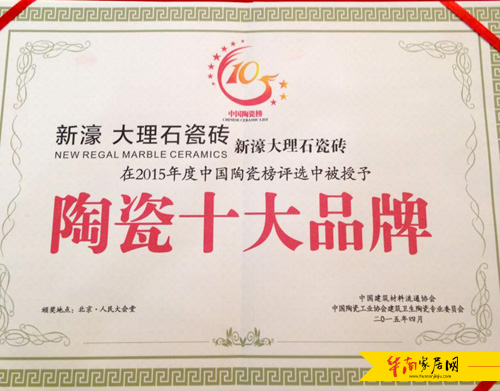 105
中国陶瓷榜
CHINESE CERAMIC LIST
新濠 大理石瓷砖
NEW REGAL MARBLE CERAMICS
新濠大理石瓷砖
在2015年度中国陶瓷榜评选中被授予
陶瓷十大品牌
颁奖地点：北京·人民大会堂
中国建筑材料流通协会
中国陶瓷工业协会建筑卫生陶瓷专业委员会
二〇一五年四月
华南家居网